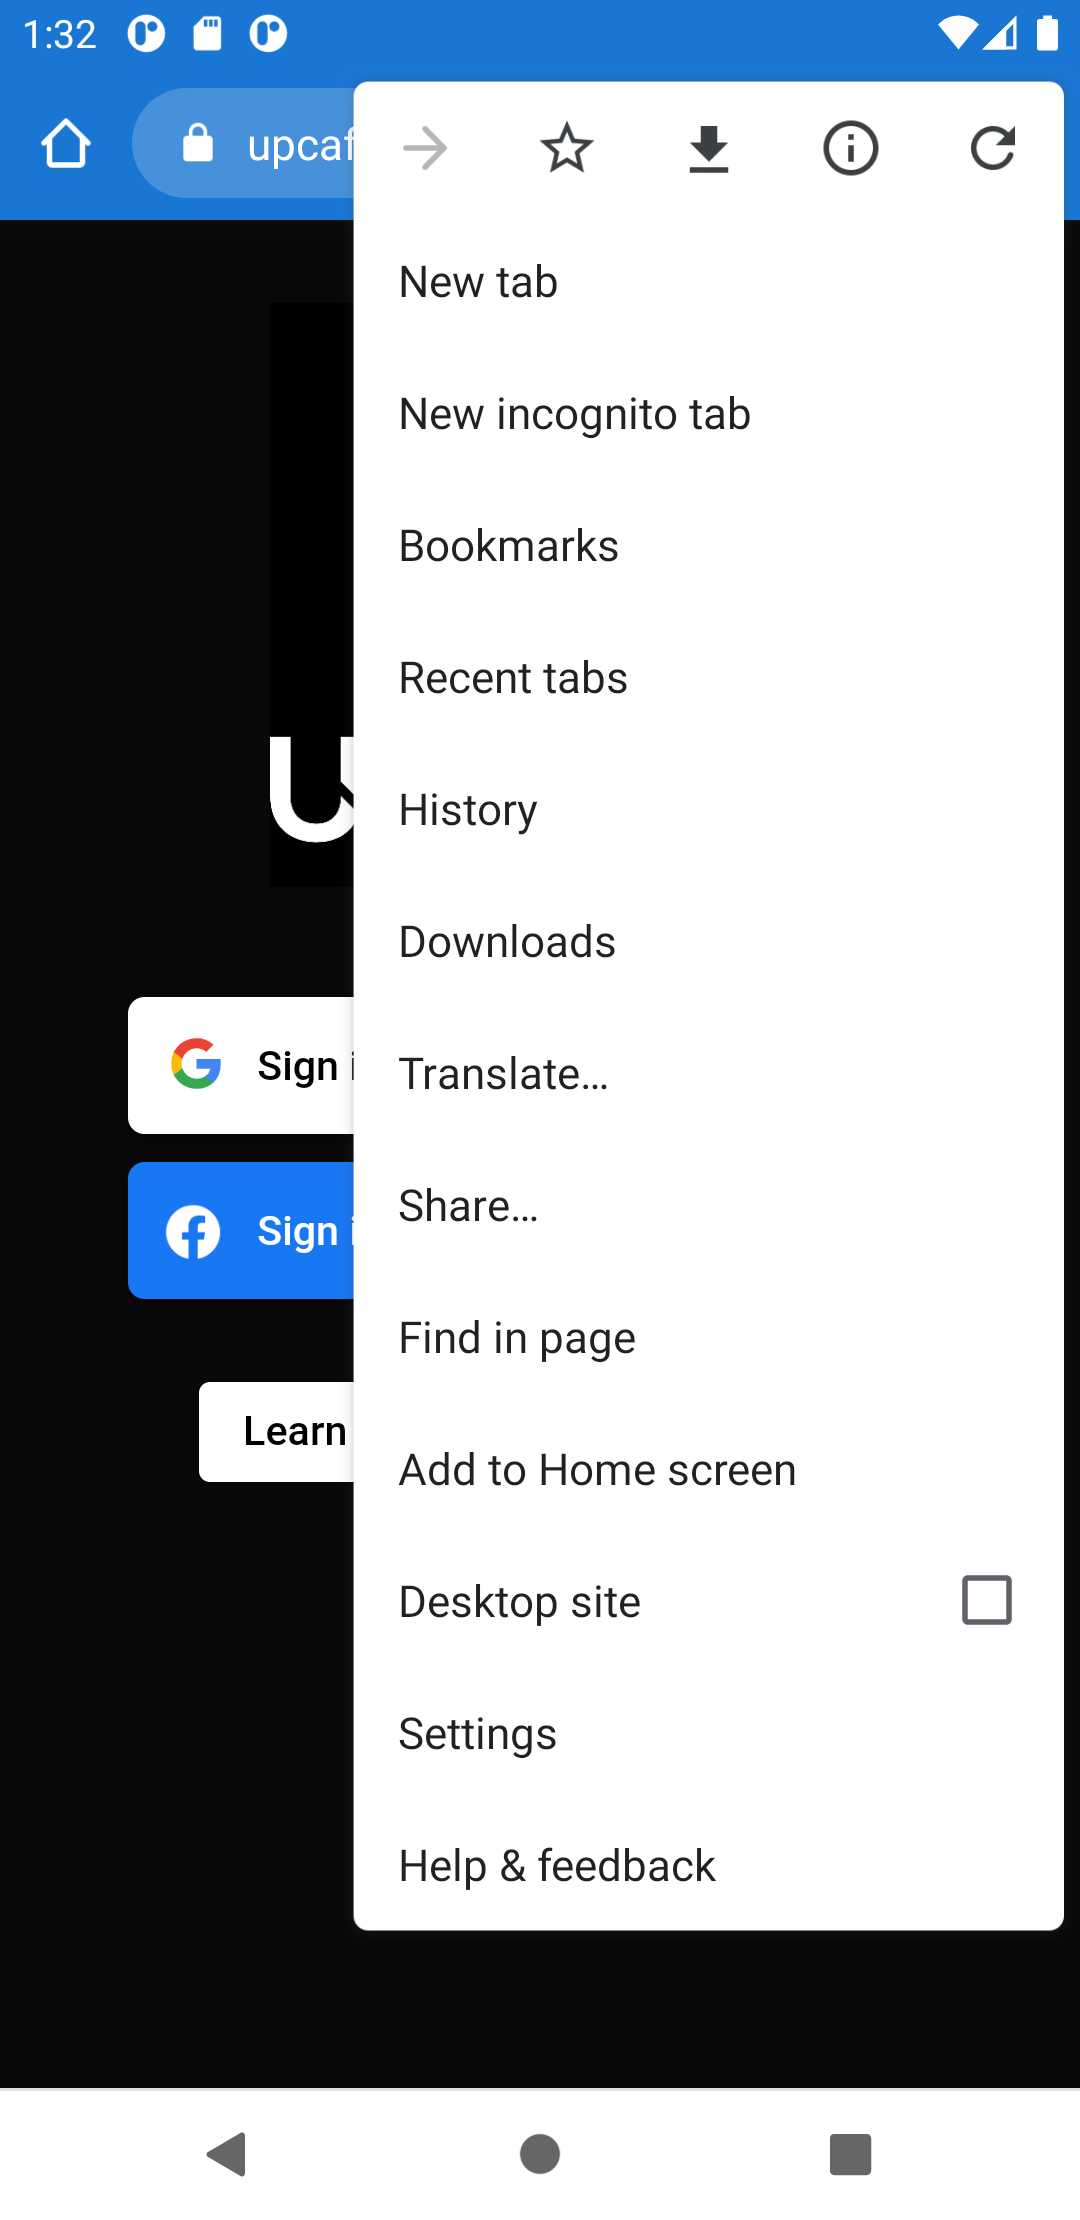 1:32
upcaf
New tab
New incognito tab
Bookmarks
Recent tabs
History
Downloads
Sign i
Translate...
Share...
Sign i
Find in page
Learn
Add to Home screen
Desktop site
Settings
Help & feedback